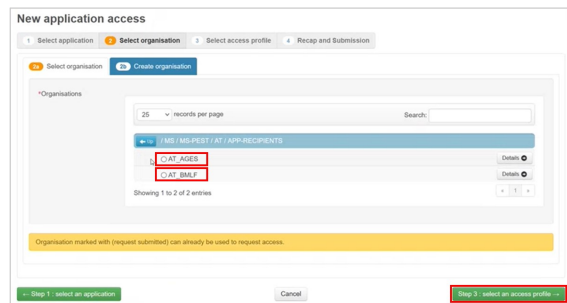 New application access
1 Select application 2 Select organisation 3 Select access profile 4 Recap and Submission
2a Select organisation 2b Create organisation
*Organisations
25 records per page Search:
Up / MS / MS-PEST / AT / APP-RECIPIENTS
AT_AGES Details
AT_BMLF Details
Showing 1 to 2 of 2 entries « 1 »
Organisation marked with (request submitted) can already be used to request access.
← Step 1 : select an application Cancel Step 3 : select an access profile →